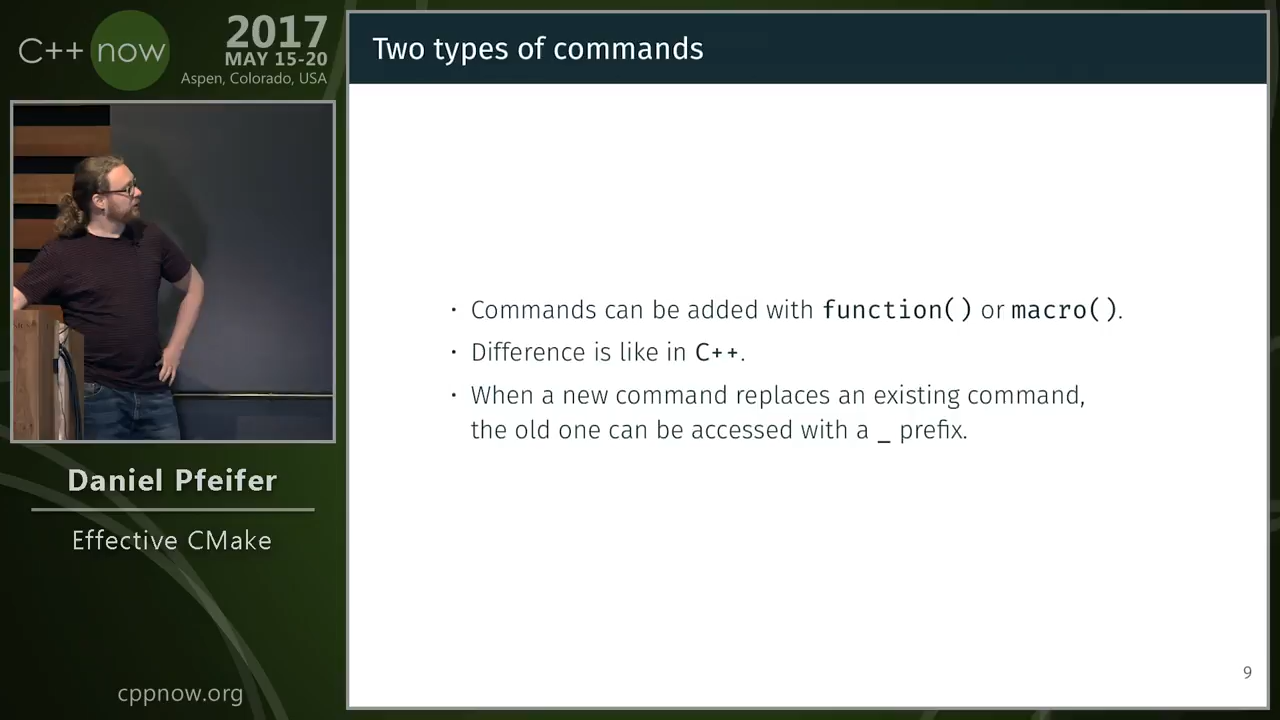 C++ now
2017
MAY 15-20
Aspen, Colorado, USA
Daniel Pfeifer
Effective CMake
cppnow.org
Two types of commands
· Commands can be added with function() or macro().
· Difference is like in C++.
· When a new command replaces an existing command,
the old one can be accessed with a _ prefix.
9